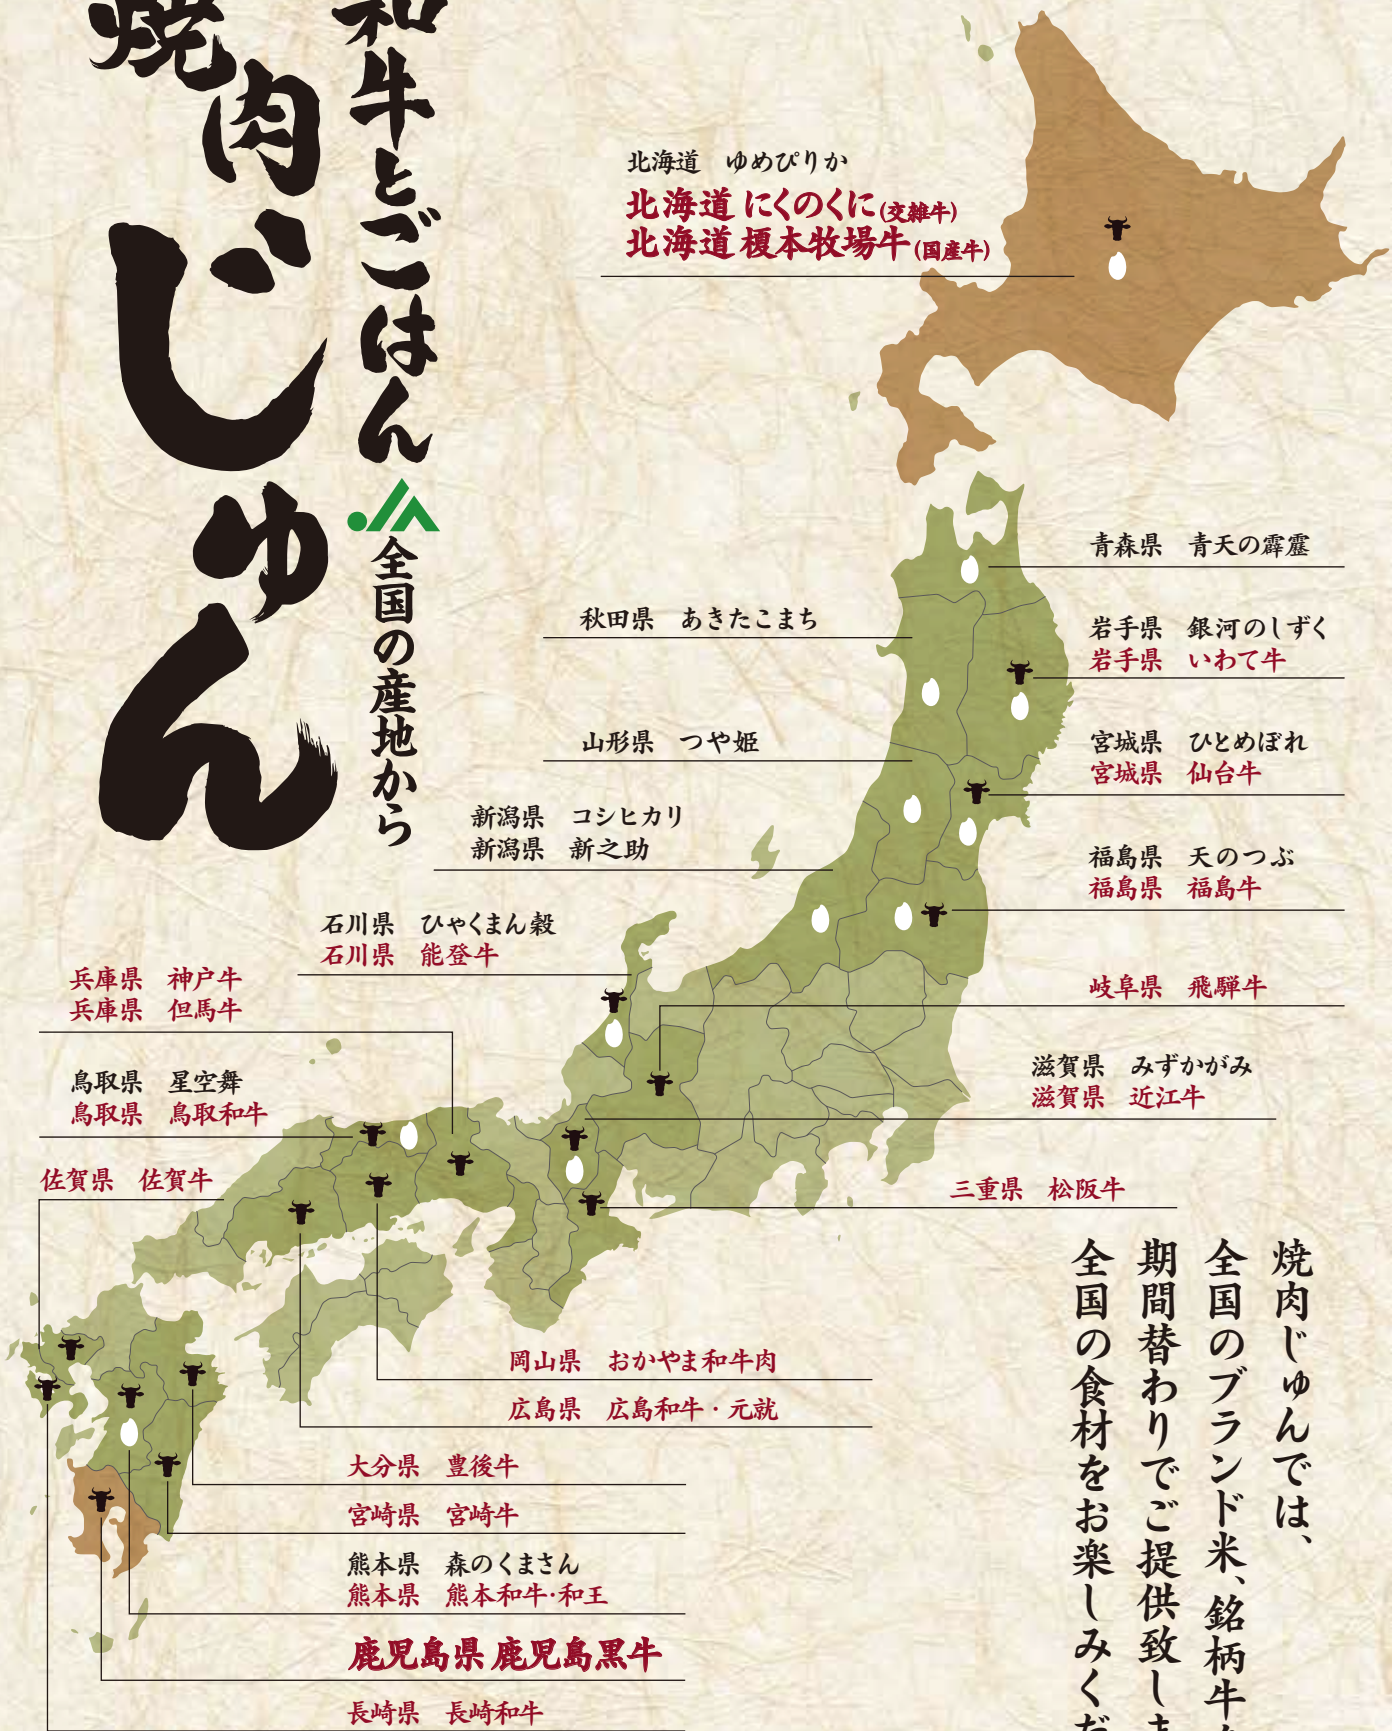 和牛とごはん
焼肉じゅん
全国の産地から
北海道　ゆめぴりか
北海道 にくのくに(交雑牛)
北海道 榎本牧場牛(国産牛)
青森県　青天の霹靂
秋田県　あきたこまち
岩手県　銀河のしずく
岩手県　いわて牛
山形県　つや姫
宮城県　ひとめぼれ
宮城県　仙台牛
新潟県　コシヒカリ
新潟県　新之助
福島県　天のつぶ
福島県　福島牛
石川県　ひゃくまん穀
石川県　能登牛
兵庫県　神戸牛
兵庫県　但馬牛
岐阜県　飛騨牛
鳥取県　星空舞
鳥取県　鳥取和牛
滋賀県　みずかがみ
滋賀県　近江牛
佐賀県　佐賀牛
三重県　松阪牛
岡山県　おかやま和牛肉
広島県　広島和牛・元就
大分県　豊後牛
宮崎県　宮崎牛
熊本県　森のくまさん
熊本県　熊本和牛・和王
鹿児島県 鹿児島黒牛
長崎県　長崎和牛
焼肉じゅんでは、
全国のブランド米、銘柄牛
期間替わりでご提供致しま
全国の食材をお楽しみくだ